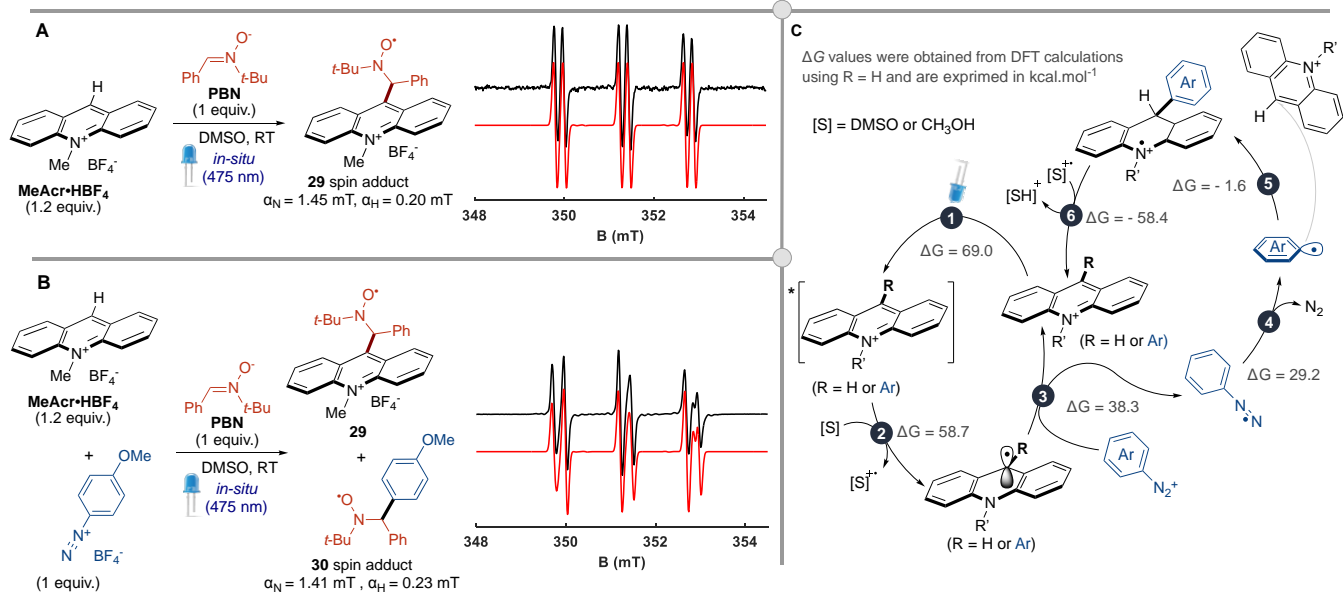 A
H
N+
Me
BF4-
MeAcr•HBF4
(1.2 equiv.)
O-
N+
Ph
t-Bu
PBN
(1 equiv.)
DMSO, RT
in-situ
(475 nm)
O•
t-Bu
N
Ph
N+
Me
BF4-
29 spin adduct
αN = 1.45 mT, αH = 0.20 mT
348
350
352
354
B (mT)
B
H
N+
Me
BF4-
MeAcr•HBF4
(1.2 equiv.)
+
OMe
N+
N
BF4-
(1 equiv.)
O-
N+
Ph
t-Bu
PBN
(1 equiv.)
DMSO, RT
in-situ
(475 nm)
O•
t-Bu
N
Ph
N+
Me
BF4-
29
+
OMe
•O
N
t-Bu
Ph
30 spin adduct
αN = 1.41 mT , αH = 0.23 mT
348
350
352
354
B (mT)
C
ΔG values were obtained from DFT calculations
using R = H and are exprimed in kcal.mol-1
[S] = DMSO or CH3OH
H
Ar
N•+
R'
R'
N+
H
[S]+•
[SH]+
6
ΔG = - 58.4
ΔG = - 1.6
5
1
ΔG = 69.0
Ar
•
*
R
N+
R'
(R = H or Ar)
R
N+
R'
(R = H or Ar)
4
N2
ΔG = 29.2
N
N
•
3
ΔG = 38.3
[S]
2
ΔG = 58.7
[S]+•
•
R
N
R'
(R = H or Ar)
Ar
N2+